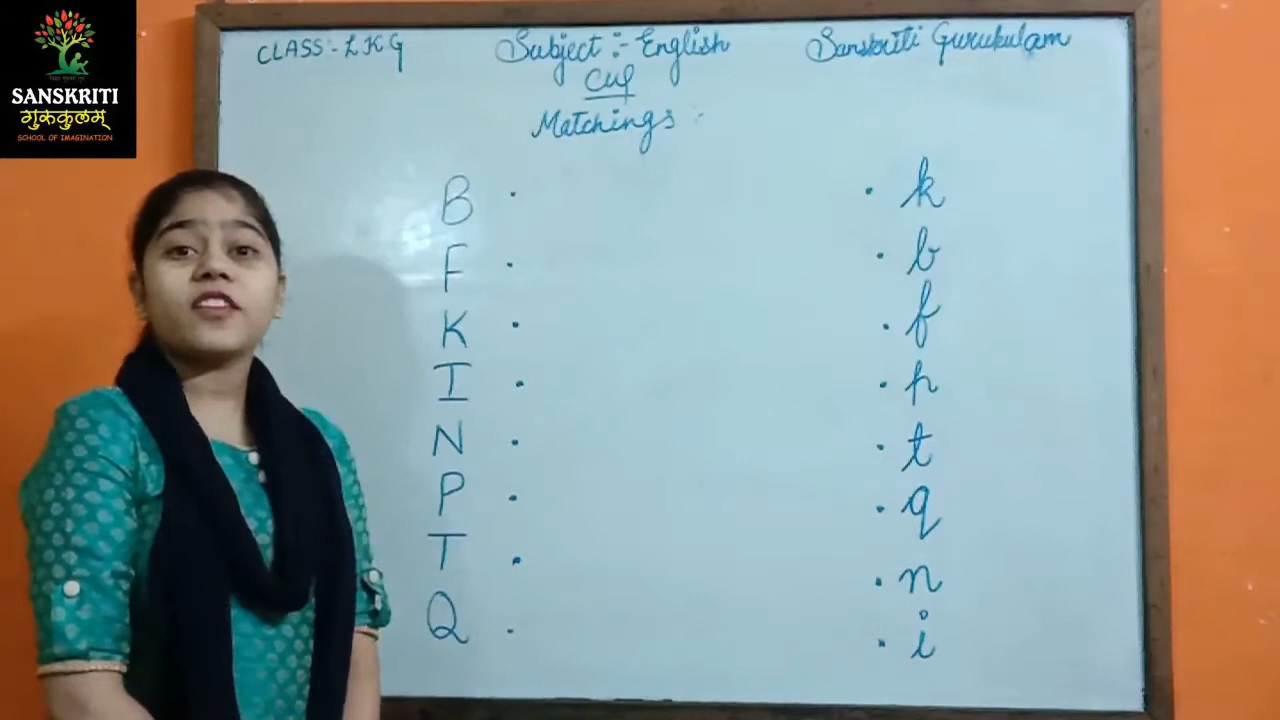 SANSKRITI
गुरुकुलम्
SCHOOL OF IMAGINATION
CLASS:- LKG Subject :- English Sanskriti Gurukulam
Matchings :-
B . . k
F . . b
K . . f
I . . p
N . . t
P . . q
T . . n
Q . . i